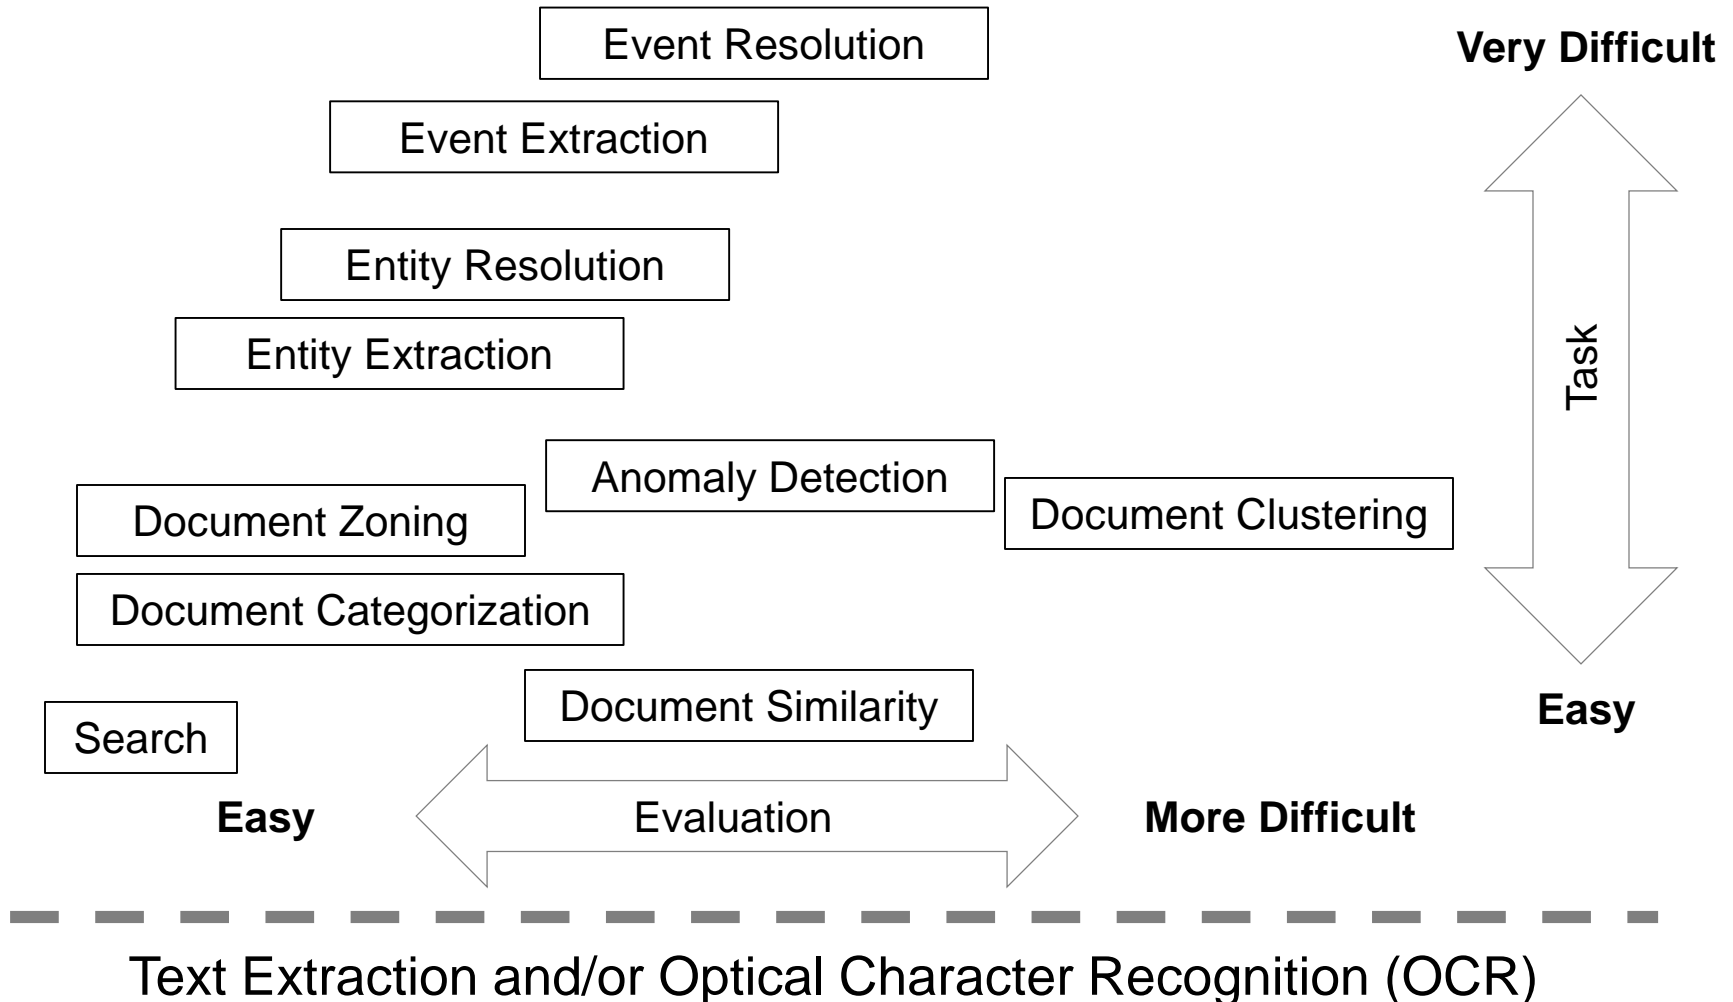 Event Resolution
Very Difficult
Event Extraction
Entity Resolution
Entity Extraction
Task
Anomaly Detection
Document Zoning
Document Clustering
Document Categorization
Document Similarity
Easy
Search
Easy
Evaluation
More Difficult
Text Extraction and/or Optical Character Recognition (OCR)